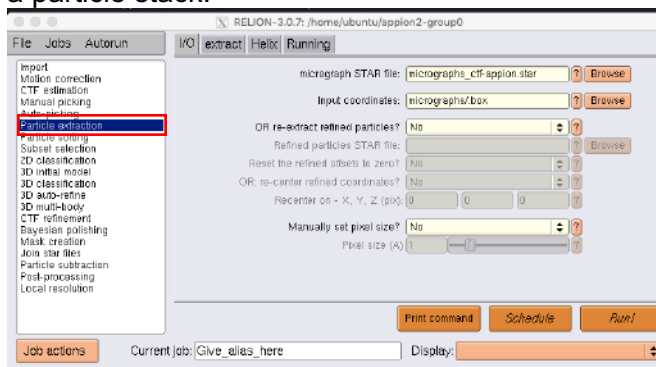 a particle stack.
RELION-3.0.7: /home/ubuntu/appion2-group0
File Jobs Autorun
I/O extract Helix Running
Import
Motion correction
CTF estimation
Manual picking
Auto-picking
Particle extraction
Particle sorting
Subset selection
2D classification
3D initial model
3D classification
3D auto-refine
3D multi-body
CTF refinement
Bayesian polishing
Mask creation
Join star files
Particle subtraction
Post-processing
Local resolution
micrograph STAR file: micrographs_ctf-appion.star ? Browse
Input coordinates: micrographs/.box ? Browse
OR re-extract refined particles? No ?
Refined particles STAR file: ? Browse
Reset the refined offsets to zero? No ?
OR: re-center refined coordinates? No ?
Recenter on - X, Y, Z (pix): 0 0 0 ?
Manually set pixel size? No ?
Pixel size (A) 1 ?
Print command Schedule Run!
Job actions Current job: Give_alias_here Display: